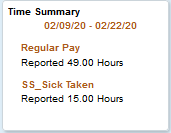 Time Summary
02/09/20 - 02/22/20
Regular Pay
Reported 49.00 Hours
SS_Sick Taken
Reported 15.00 Hours